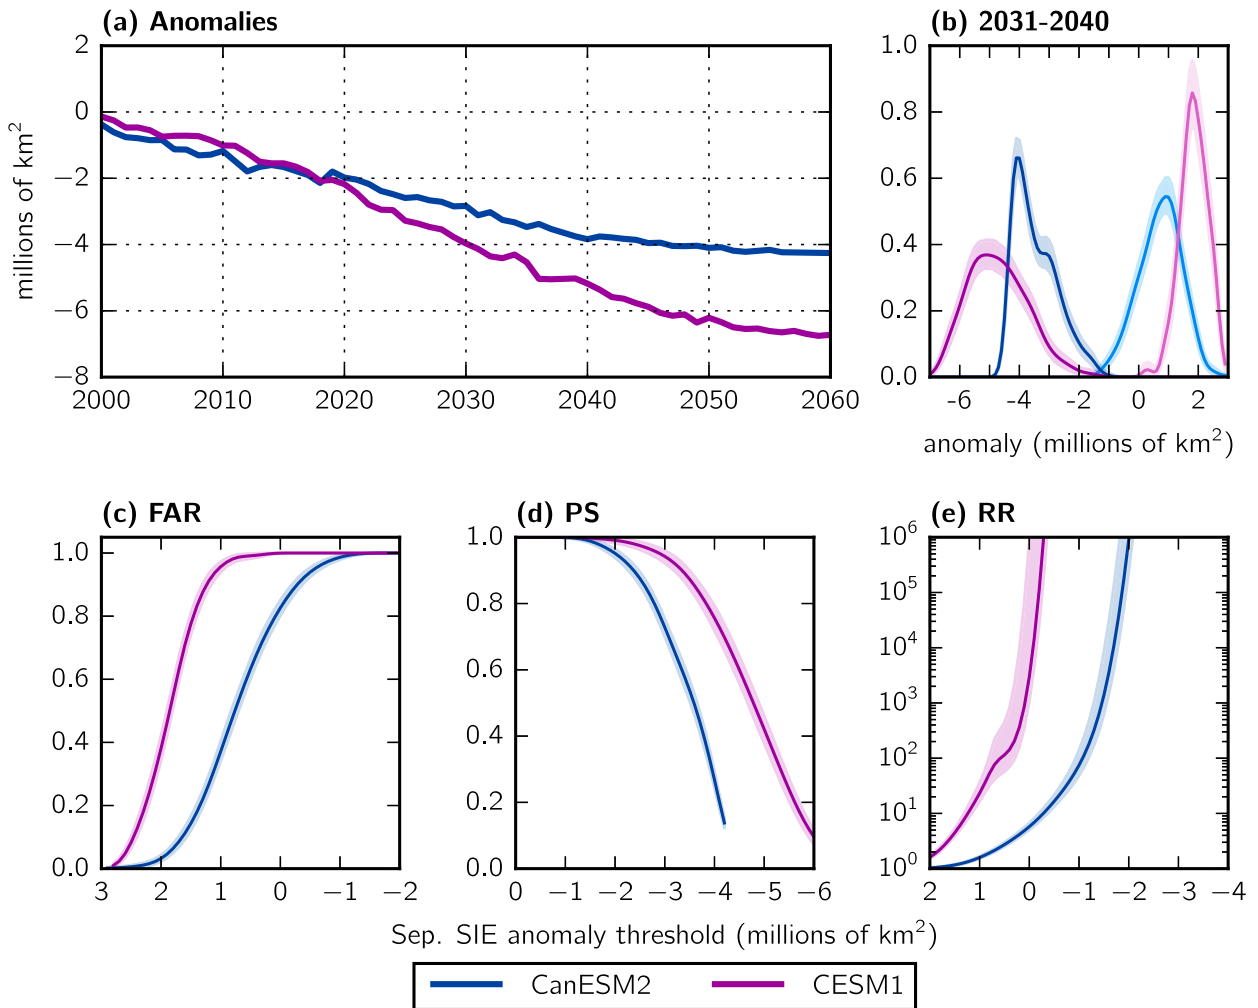 (a) Anomalies
(b) 2031-2040
millions of km²
2
0
−2
−4
−6
−8
2000 2010 2020 2030 2040 2050 2060
1.0
0.8
0.6
0.4
0.2
0.0
-6 -4 -2 0 2
anomaly (millions of km²)
(c) FAR
(d) PS
(e) RR
1.0
0.8
0.6
0.4
0.2
0.0
3 2 1 0 −1 −2
1.0
0.8
0.6
0.4
0.2
0.0
0 −1 −2 −3 −4 −5 −6
10⁶
10⁵
10⁴
10³
10²
10¹
10⁰
2 1 0 −1 −2 −3 −4
Sep. SIE anomaly threshold (millions of km²)
CanESM2 CESM1